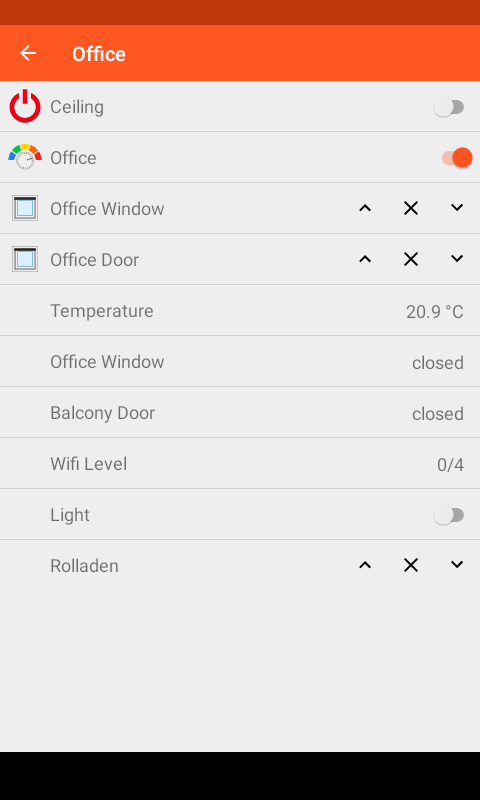 Office
Ceiling
Office
Office Window
Office Door
Temperature 20.9 °C
Office Window closed
Balcony Door closed
Wifi Level 0/4
Light
Rolladen